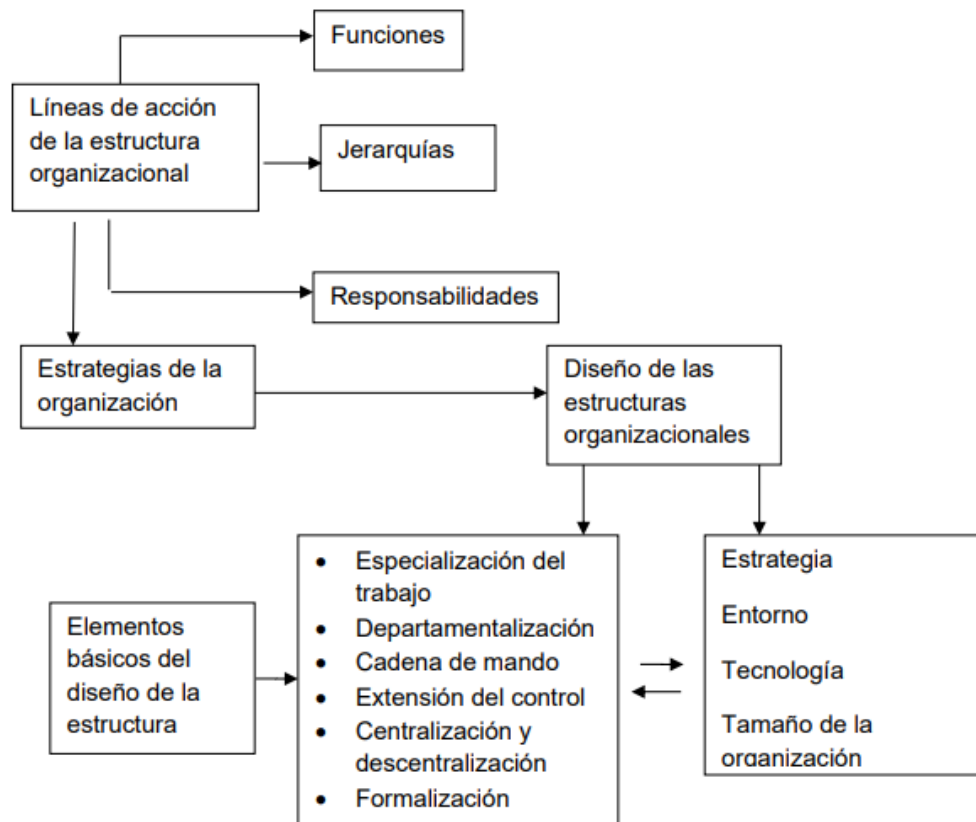 Funciones
Líneas de acción
de la estructura
organizacional
Jerarquías
Responsabilidades
Estrategias de la
organización
Diseño de las
estructuras
organizacionales
Elementos
básicos del
diseño de la
estructura
• Especialización del
trabajo
• Departamentalización
• Cadena de mando
• Extensión del control
• Centralización y
descentralización
• Formalización
Estrategia
Entorno
Tecnología
Tamaño de la
organización